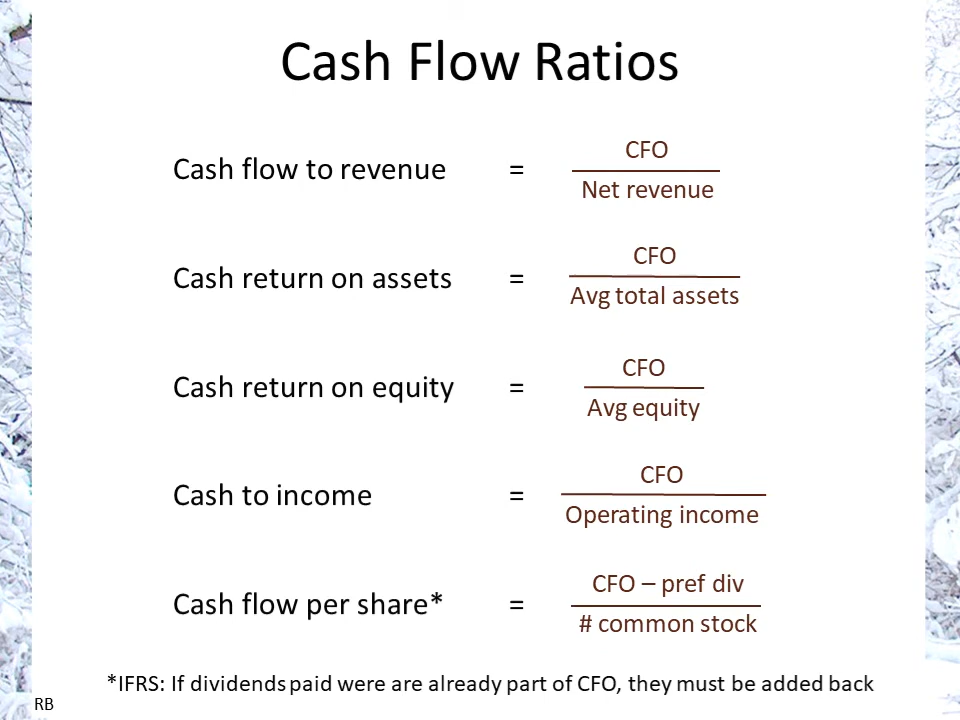 Cash Flow Ratios
Cash flow to revenue = CFO
Net revenue
Cash return on assets = CFO
Avg total assets
Cash return on equity = CFO
Avg equity
Cash to income = CFO
Operating income
Cash flow per share* = CFO – pref div
# common stock
*IFRS: If dividends paid were are already part of CFO, they must be added back
RB